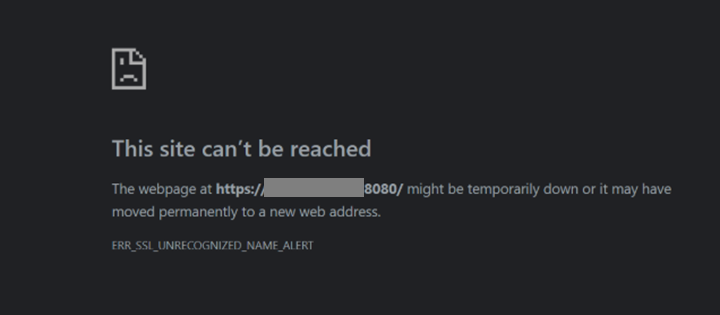 This site can’t be reached
The webpage at https:// 8080/ might be temporarily down or it may have
moved permanently to a new web address.
ERR_SSL_UNRECOGNIZED_NAME_ALERT